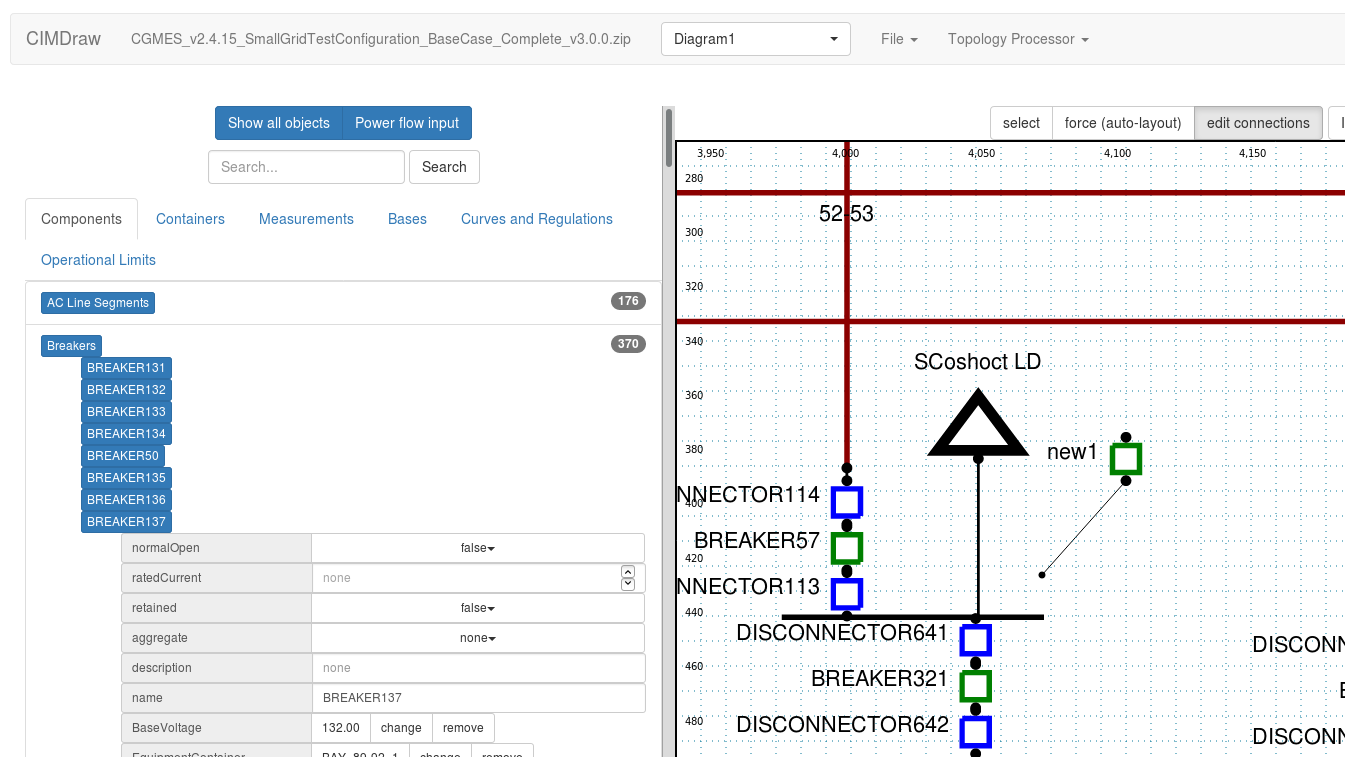 CIMDraw CGMES_v2.4.15_SmallGridTestConfiguration_BaseCase_Complete_v3.0.0.zip Diagram1 File Topology Processor
Show all objects Power flow input
Search... Search
Components Containers Measurements Bases Curves and Regulations
Operational Limits
AC Line Segments 176
Breakers 370
BREAKER131
BREAKER132
BREAKER133
BREAKER134
BREAKER50
BREAKER135
BREAKER136
BREAKER137
normalOpen false
ratedCurrent none
retained false
aggregate none
description none
name BREAKER137
BaseVoltage 132.00 change remove
EquipmentContainer change remove
select force (auto-layout) edit connections
3,950 4,000 4,050 4,100 4,150
280
52-53
300
320
340
SCoshoct LD
360
380
new1
NNECTOR114
400
BREAKER57
420
NNECTOR113
440
DISCONNECTOR641
DISCONN
460
BREAKER321
480
DISCONNECTOR642
DISCONN